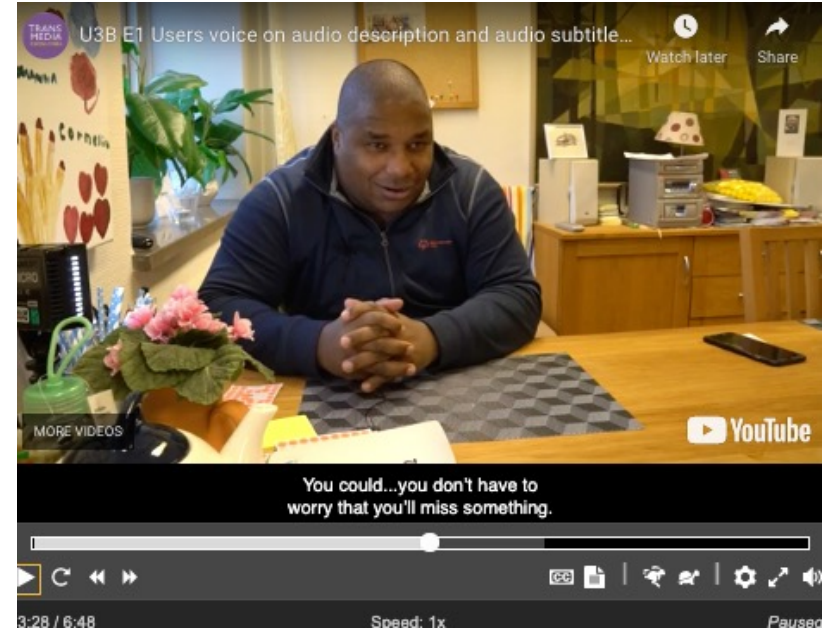 TRANS
MEDIA
U3B E1 Users voice on audio description and audio subtitle...
Watch later
Share
Cornelia
MICRO
MORE VIDEOS
YouTube
You could...you don't have to
worry that you'll miss something.
CC
3:28 / 6:48
Speed: 1x
Paused